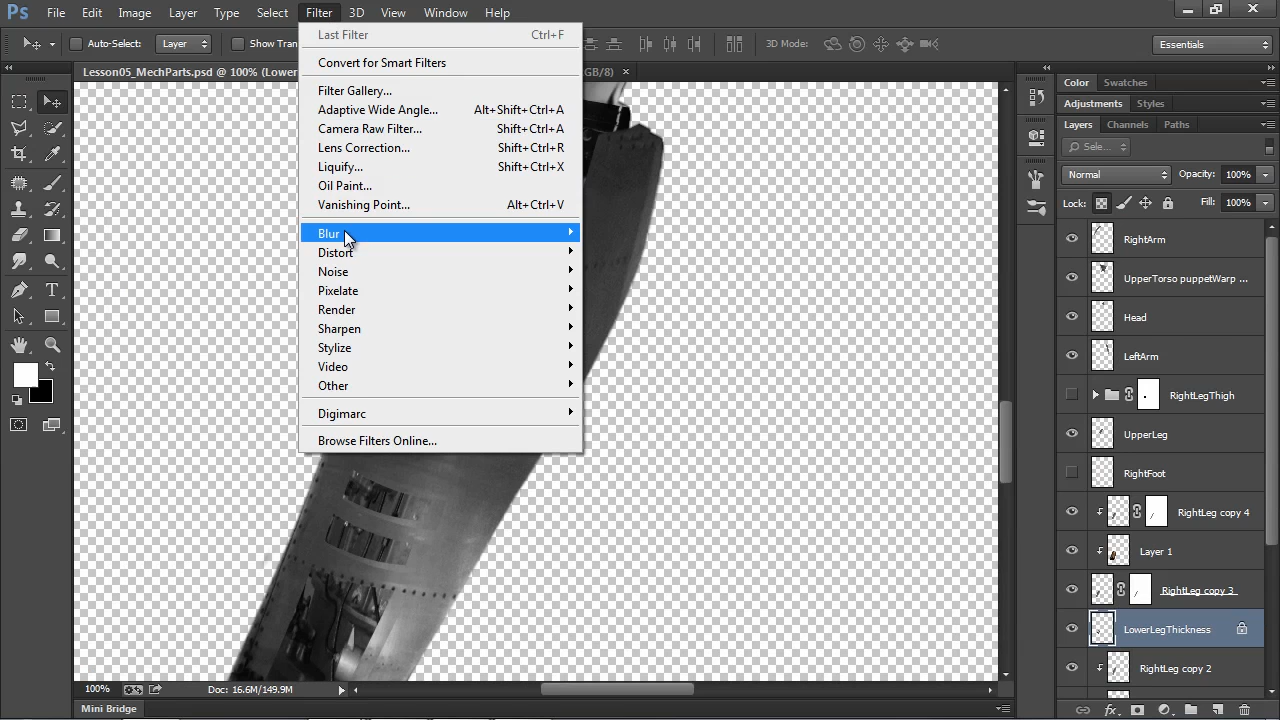 Ps File Edit Image Layer Type Select Filter 3D View Window Help
Auto-Select: Layer Show Tran 3D Mode: Essentials
Lesson05_MechParts.psd @ 100% (Lower GB/8) x
Last Filter Ctrl+F
Convert for Smart Filters
Filter Gallery...
Adaptive Wide Angle... Alt+Shift+Ctrl+A
Camera Raw Filter... Shift+Ctrl+A
Lens Correction... Shift+Ctrl+R
Liquify... Shift+Ctrl+X
Oil Paint...
Vanishing Point... Alt+Ctrl+V
Blur
Distort
Noise
Pixelate
Render
Sharpen
Stylize
Video
Other
Digimarc
Browse Filters Online...
Color Swatches
Adjustments Styles
Layers Channels Paths
Sele...
Normal Opacity: 100%
Lock: Fill: 100%
RightArm
UpperTorso puppetWarp ...
Head
LeftArm
RightLegThigh
UpperLeg
RightFoot
RightLeg copy 4
Layer 1
RightLeg copy 3
LowerLegThickness
RightLeg copy 2
100% Doc: 16.6M/149.9M
Mini Bridge